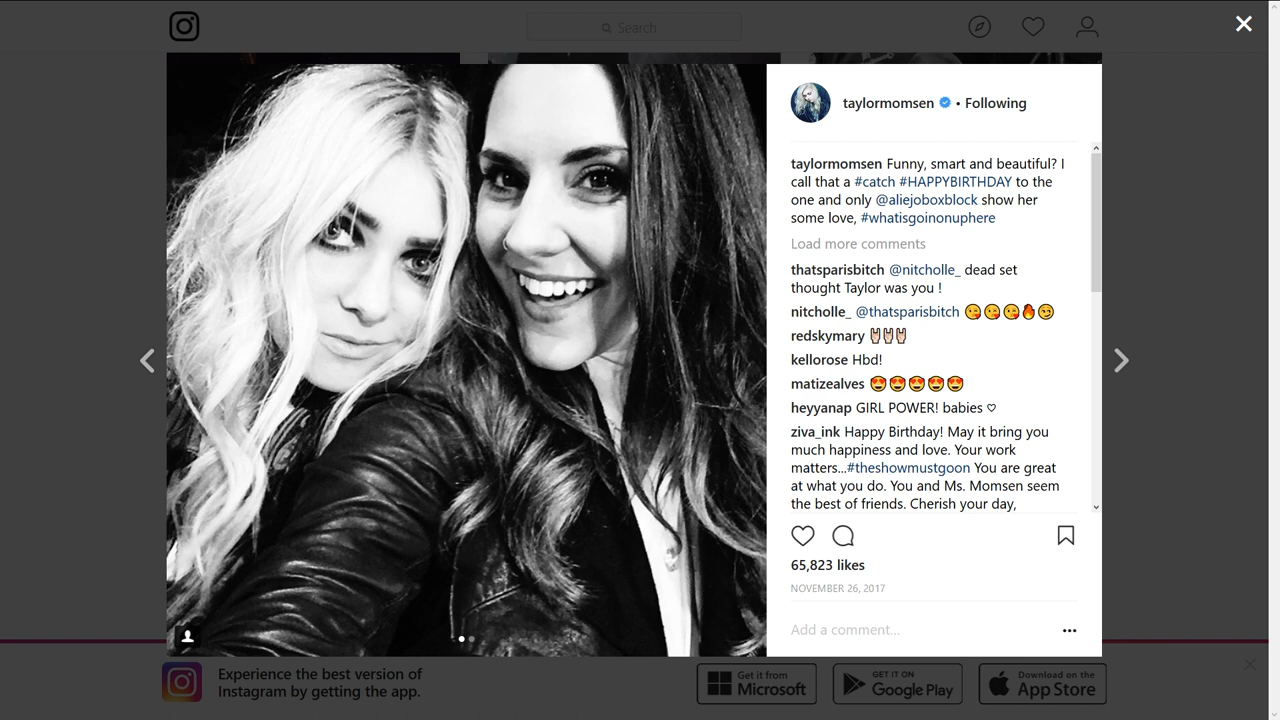 Search
taylormomsen • Following
taylormomsen Funny, smart and beautiful? I
call that a #catch #HAPPYBIRTHDAY to the
one and only @aliejoboxblock show her
some love, #whatisgoinonuphere
Load more comments
thatsparisbitch @nitcholle_ dead set
thought Taylor was you !
nitcholle_ @thatsparisbitch 😘😘😘🔥😏
redskymary 🤘🏻🤘🏻🤘🏻
kellorose Hbd!
matizealves 😍😍😍😍😍
heyyanap GIRL POWER! babies ♡
ziva_ink Happy Birthday! May it bring you
much happiness and love. Your work
matters...#theshowmustgoon You are great
at what you do. You and Ms. Momsen seem
the best of friends. Cherish your day,
65,823 likes
NOVEMBER 26, 2017
Add a comment...
Experience the best version of
Instagram by getting the app.
Get it from
Microsoft
GET IT ON
Google Play
Download on the
App Store